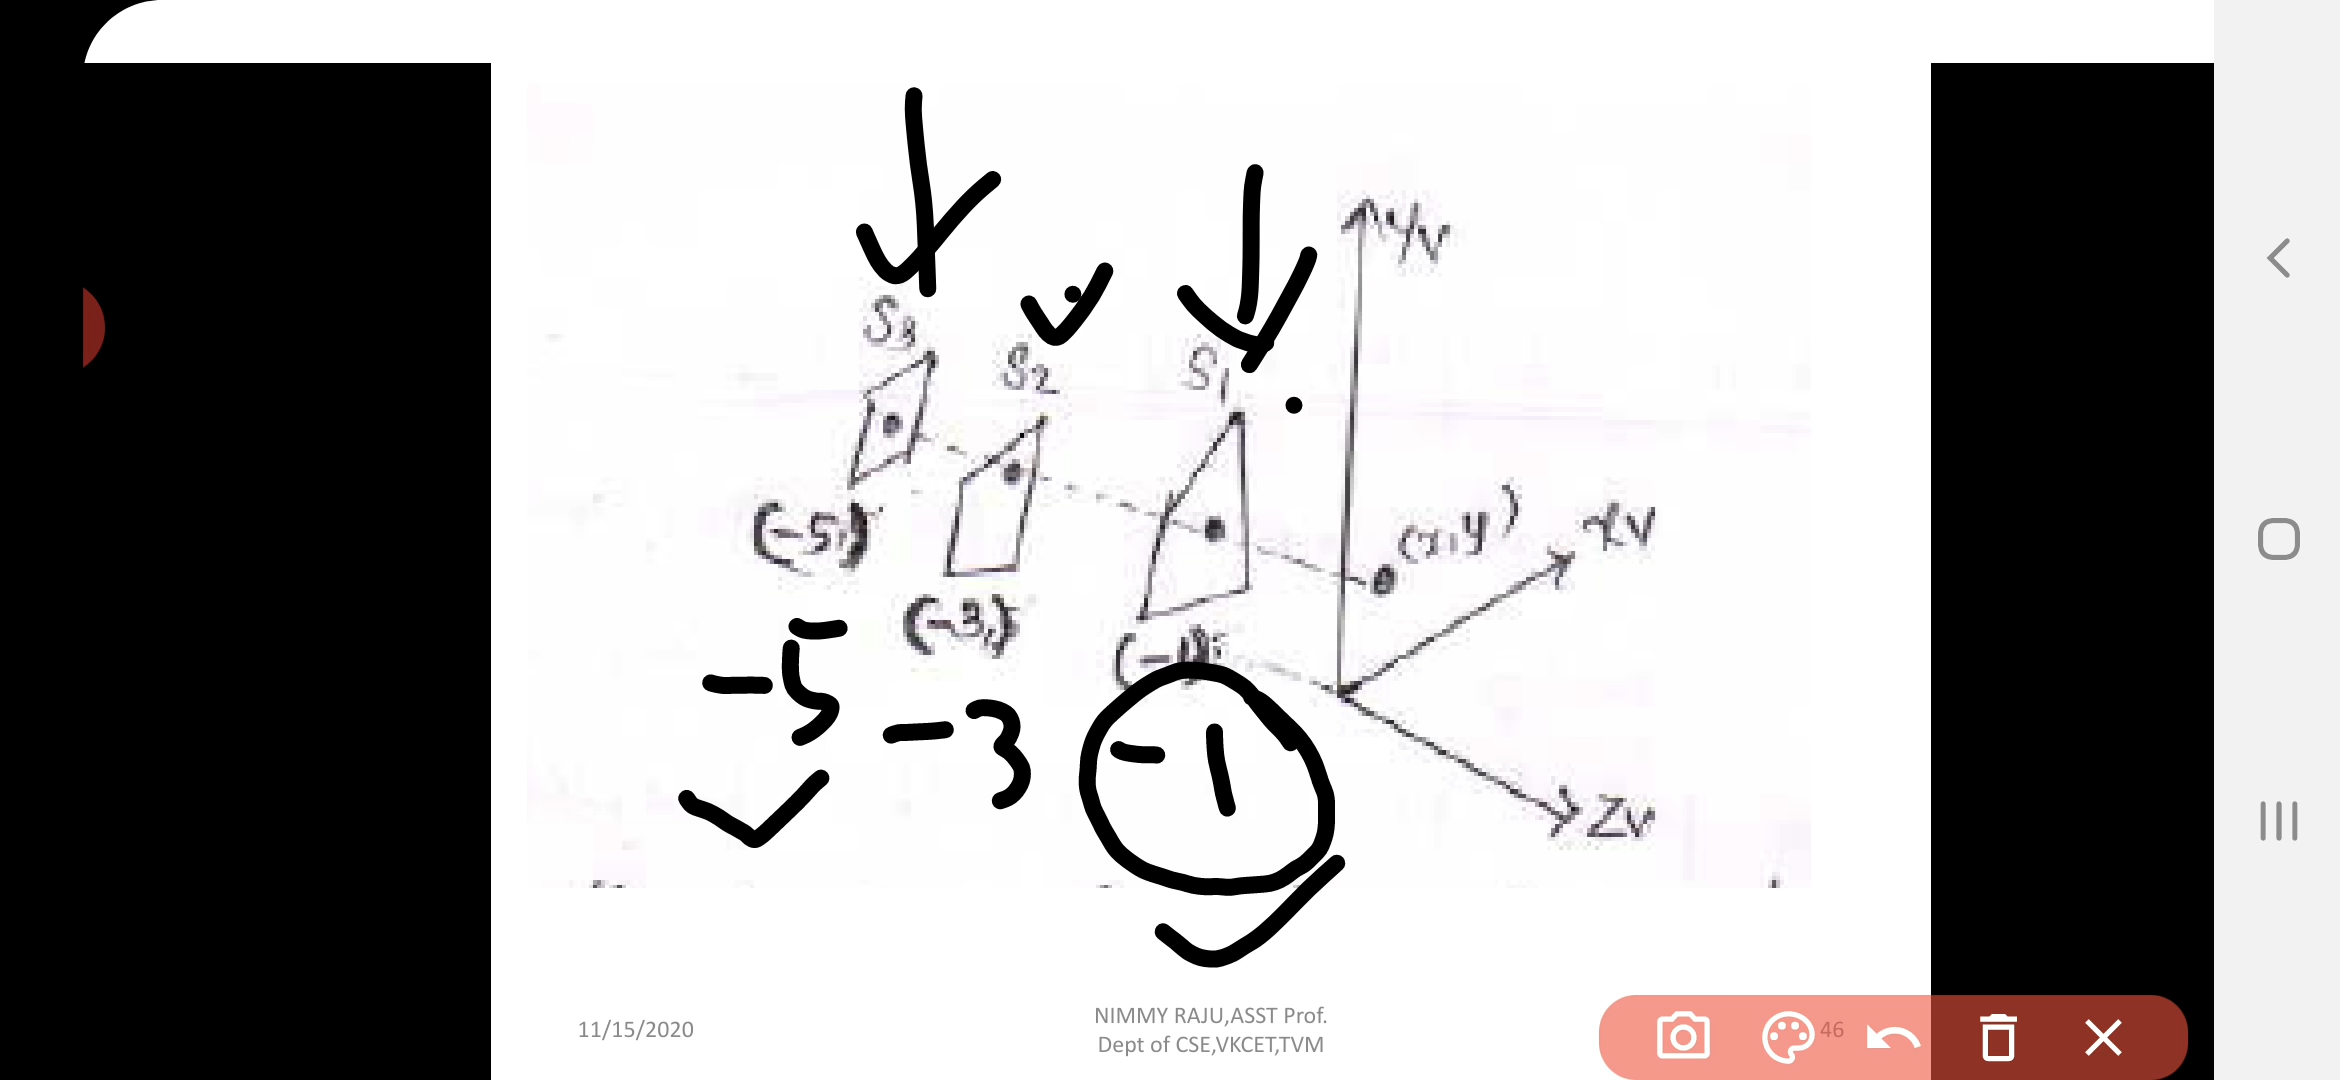 Yv
S3
S2
S1
(x,y)
xv
(-5)
(-3)
(-1)
-5
-3
-1
Zv
11/15/2020
NIMMY RAJU,ASST Prof.
Dept of CSE,VKCET,TVM
46